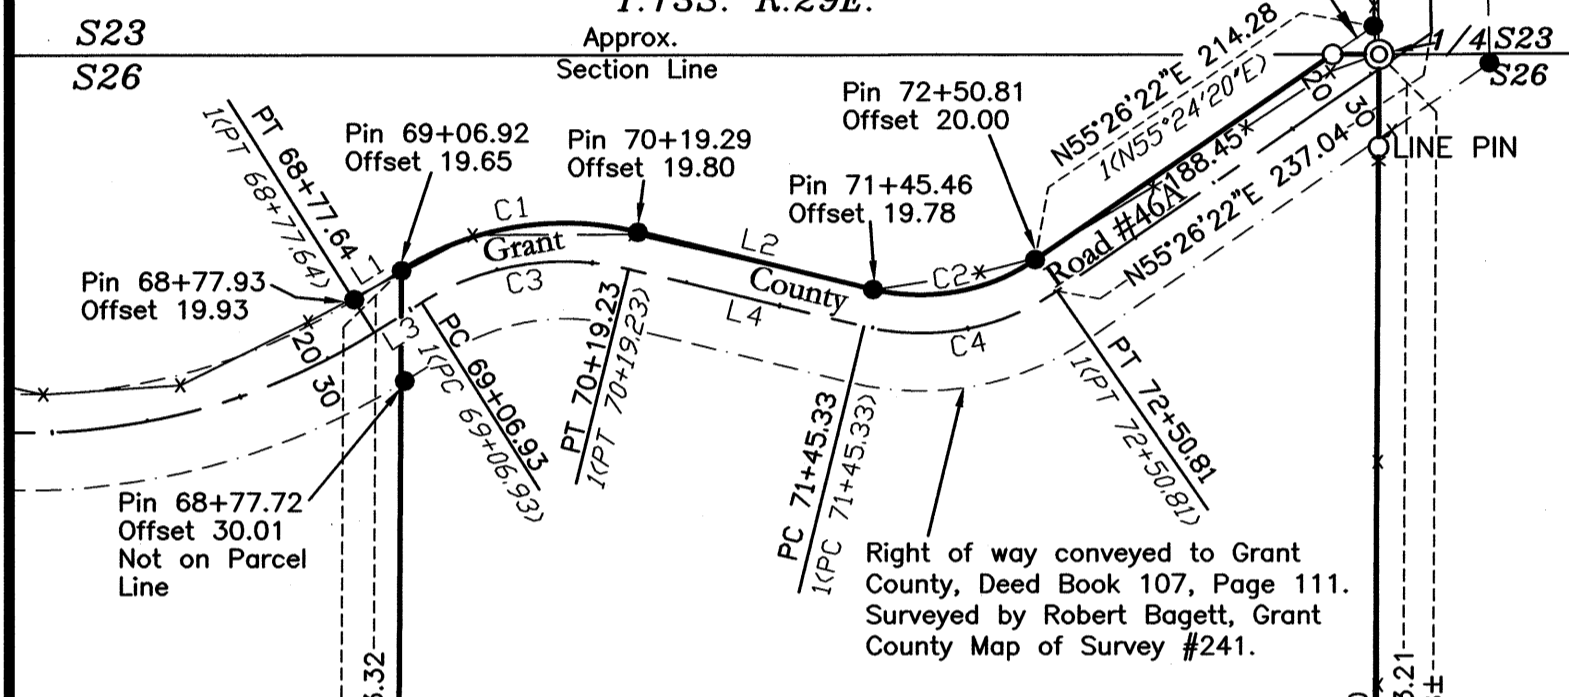 T.73S. R.29E.
S23
Approx.
Section Line
S26
1/4 S23
S26
N55°26'22"E 214.28
1(N55°24'20"E)
Pin 72+50.81
Offset 20.00
Pin 69+06.92
Offset 19.65
Pin 70+19.29
Offset 19.80
Pin 71+45.46
Offset 19.78
PT 68+77.64
1(PT 68+77.64)
LINE PIN
20
30
188.45
Road #46A
N55°26'22"E 237.04
L1
C1
Grant
C3
L2
County
L4
C2
C4
Pin 68+77.93
Offset 19.93
L3
20
30
PC 69+06.93
1(PC 69+06.93)
PT 70+19.23
1(PT 70+19.23)
PC 71+45.33
1(PC 71+45.33)
PT 72+50.81
1(PT 72+50.81)
Pin 68+77.72
Offset 30.01
Not on Parcel
Line
Right of way conveyed to Grant
County, Deed Book 107, Page 111.
Surveyed by Robert Bagett, Grant
County Map of Survey #241.
.32
3.21